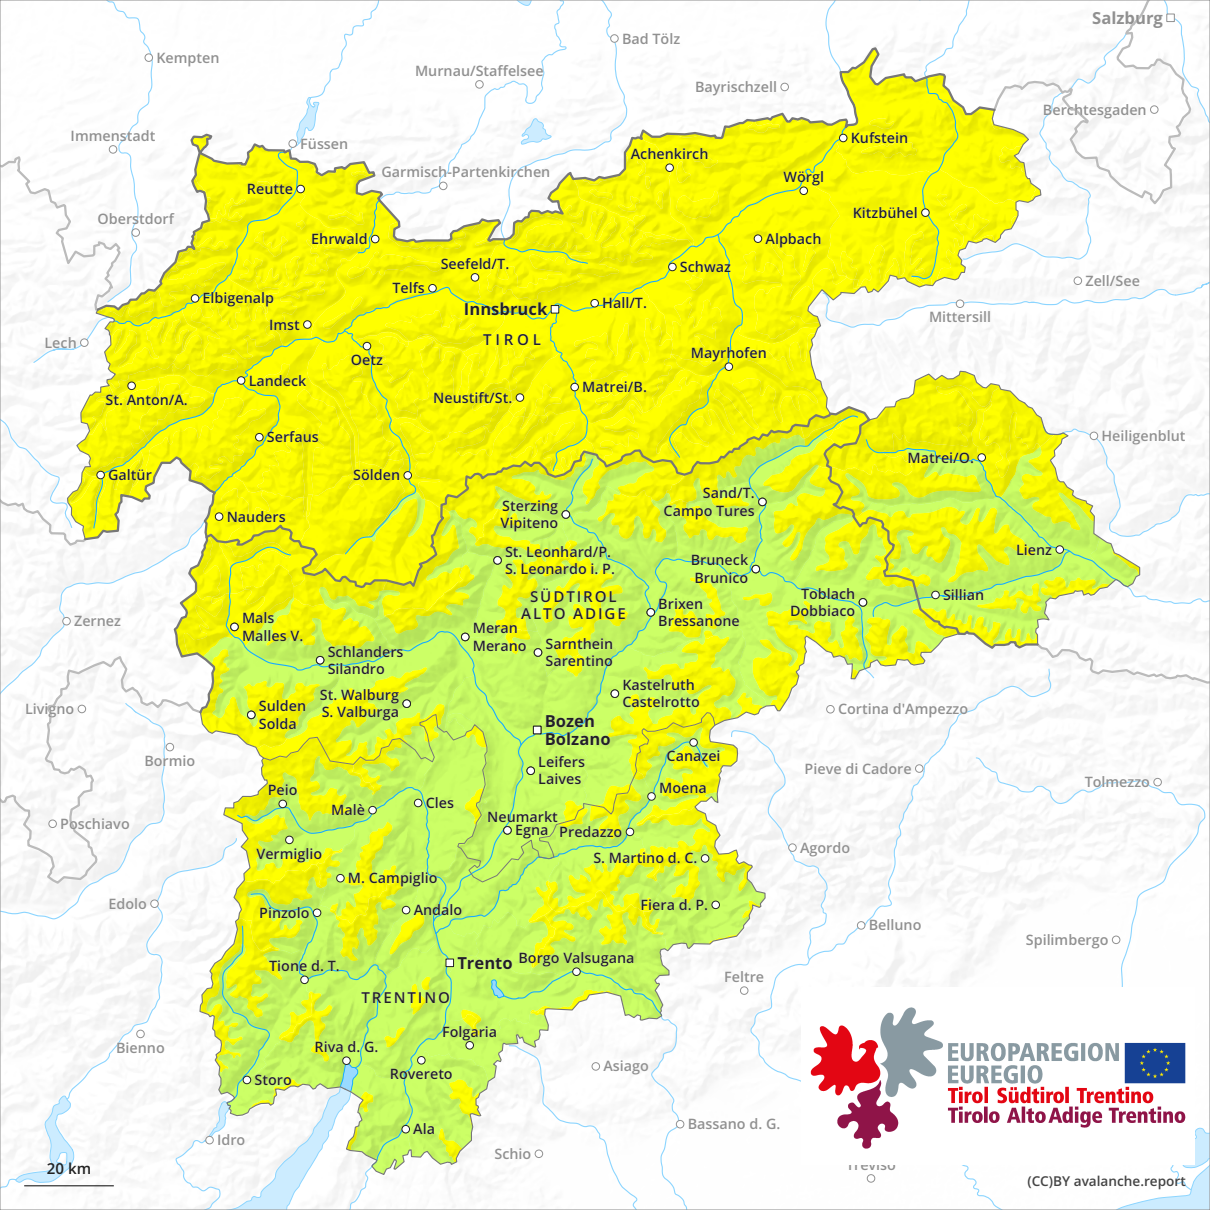 Salzburg
Bad Tölz
Kempten
Murnau/Staffelsee
Bayrischzell
Berchtesgaden
Immenstadt
Füssen
Kufstein
Achenkirch
Garmisch-Partenkirchen
Wörgl
Reutte
Oberstdorf
Kitzbühel
Ehrwald
Alpbach
Seefeld/T.
Schwaz
Zell/See
Telfs
Elbigenalp
Innsbruck
Hall/T.
Mittersill
Imst
TIROL
Lech
Oetz
Mayrhofen
Landeck
Matrei/B.
St. Anton/A.
Neustift/St.
Serfaus
Heiligenblut
Matrei/O.
Galtür
Sölden
Sand/T.
Campo Tures
Sterzing
Vipiteno
Nauders
St. Leonhard/P.
S. Leonardo i. P.
Lienz
Bruneck
Brunico
SÜDTIROL
ALTO ADIGE
Toblach
Dobbiaco
Sillian
Brixen
Bressanone
Zernez
Mals
Malles V.
Meran
Merano
Sarnthein
Sarentino
Schlanders
Silandro
Kastelruth
Castelrotto
St. Walburg
S. Valburga
Livigno
Sulden
Solda
Cortina d'Ampezzo
Bozen
Bolzano
Bormio
Canazei
Leifers
Laives
Pieve di Cadore
Tolmezzo
Peio
Moena
Malè
Cles
Neumarkt
Egna
Predazzo
Poschiavo
Vermiglio
Agordo
S. Martino d. C.
M. Campiglio
Edolo
Pinzolo
Andalo
Fiera d. P.
Belluno
Spilimbergo
Tione d. T.
Trento
Borgo Valsugana
Feltre
TRENTINO
Folgaria
Bienno
Riva d. G.
Rovereto
Asiago
Storo
EUROPAREGION
EUREGIO
Tirol Südtirol Trentino
Tirolo Alto Adige Trentino
Ala
Idro
Bassano d. G.
Schio
Treviso
20 km
(CC)BY avalanche.report